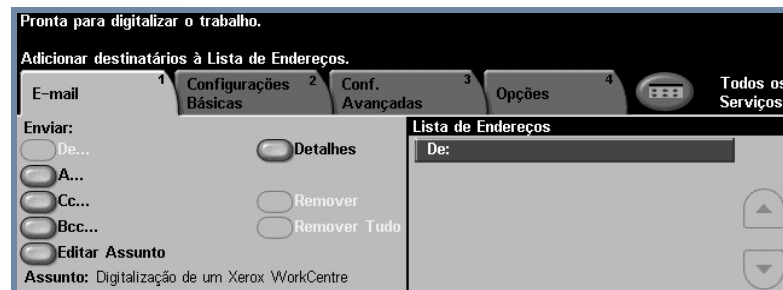 Pronta para digitalizar o trabalho.
Adicionar destinatários à Lista de Endereços.
E-mail 1
Configurações Básicas 2
Conf. Avançadas 3
Opções 4
Todos os Serviços
Enviar:
De...
Detalhes
A...
Cc...
Remover
Bcc...
Remover Tudo
Editar Assunto
Assunto: Digitalização de um Xerox WorkCentre
Lista de Endereços
De: